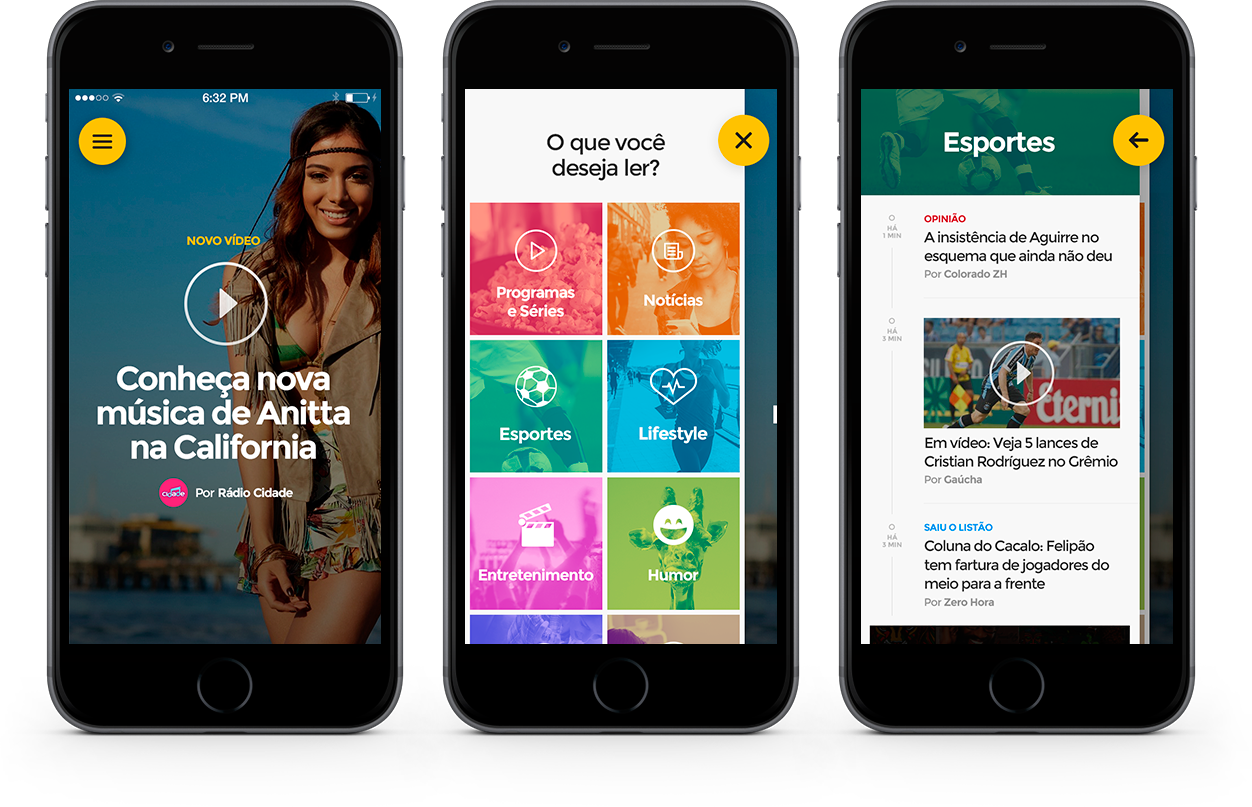 6:32 PM
NOVO VÍDEO
Conheça nova
música de Anitta
na California
cidade
Por Rádio Cidade
O que você
deseja ler?
Programas
e Séries
Notícias
Esportes
Lifestyle
Entretenimento
Humor
Esportes
HÁ
1 MIN
OPINIÃO
A insistência de Aguirre no
esquema que ainda não deu
Por Colorado ZH
HÁ
3 MIN
Eterni
Em vídeo: Veja 5 lances de
Cristian Rodríguez no Grêmio
Por Gaúcha
HÁ
3 MIN
SAIU O LISTÃO
Coluna do Cacalo: Felipão
tem fartura de jogadores do
meio para a frente
Por Zero Hora